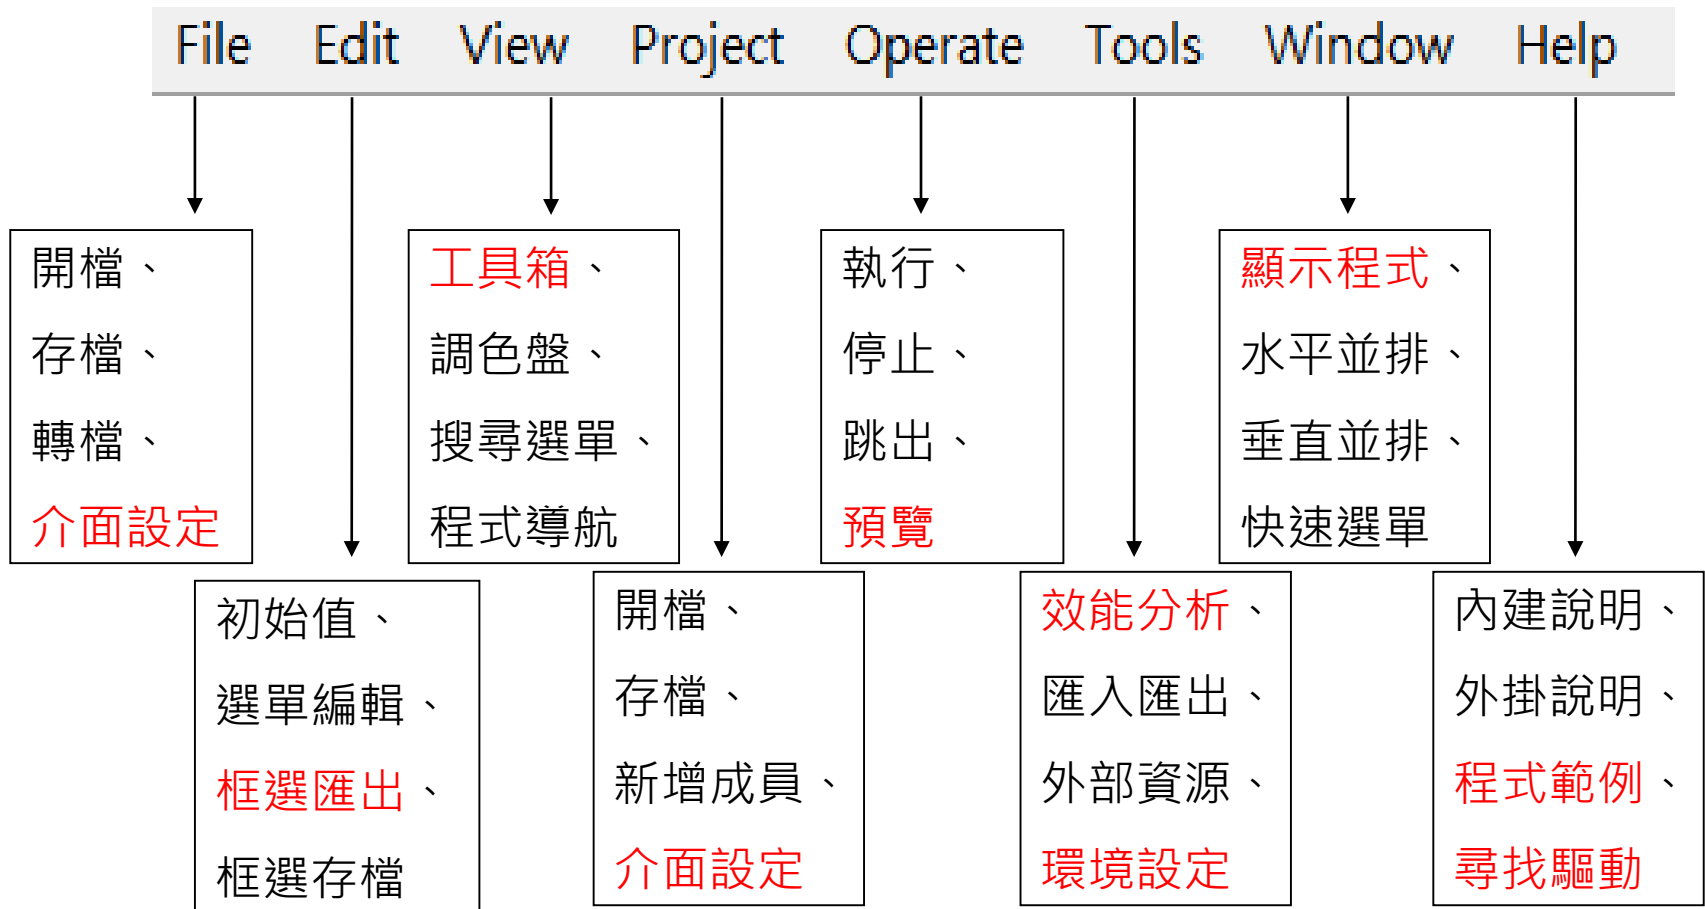 File Edit View Project Operate Tools Window Help
開檔、
存檔、
轉檔、
介面設定
工具箱、
調色盤、
搜尋選單、
程式導航
執行、
停止、
跳出、
預覽
顯示程式、
水平並排、
垂直並排、
快速選單
初始值、
選單編輯、
框選匯出、
框選存檔
開檔、
存檔、
新增成員、
介面設定
效能分析、
匯入匯出、
外部資源、
環境設定
內建說明、
外掛說明、
程式範例、
尋找驅動